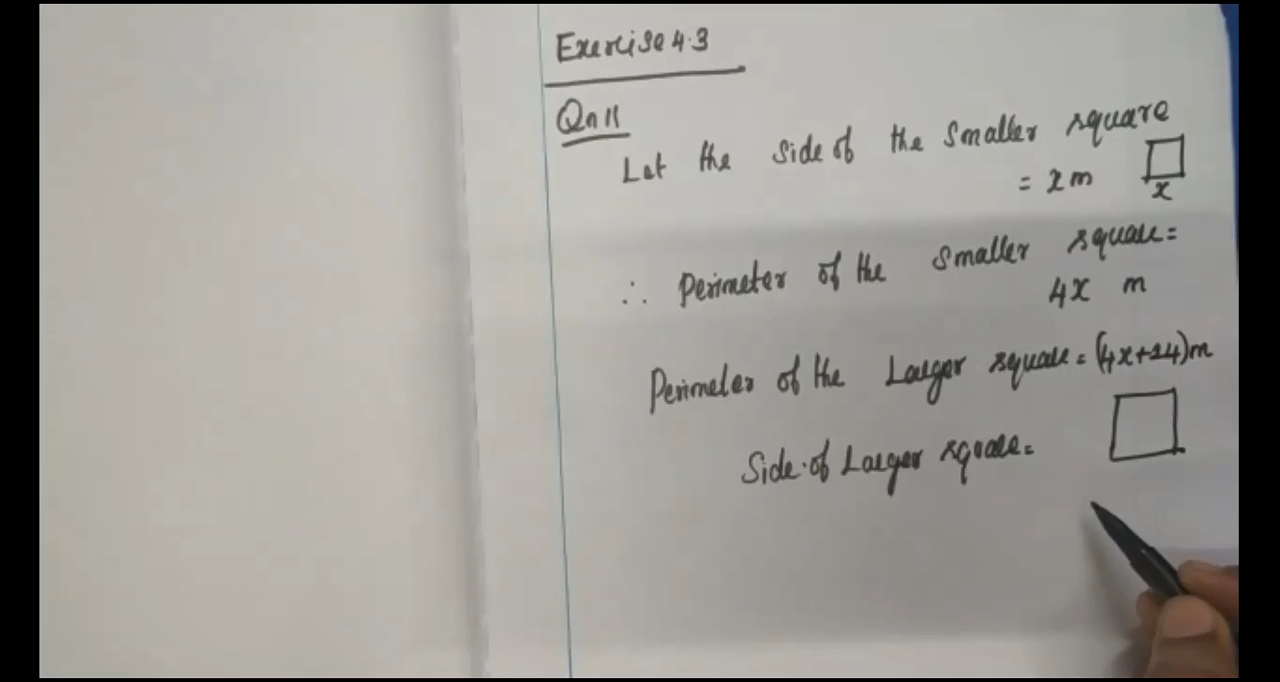 Exercise 4.3
Qn 11
Let the side of the smaller square
= x m
x
∴ Perimeter of the smaller square =
4x m
Perimeter of the Larger square = (4x+24)m
Side of Larger square =